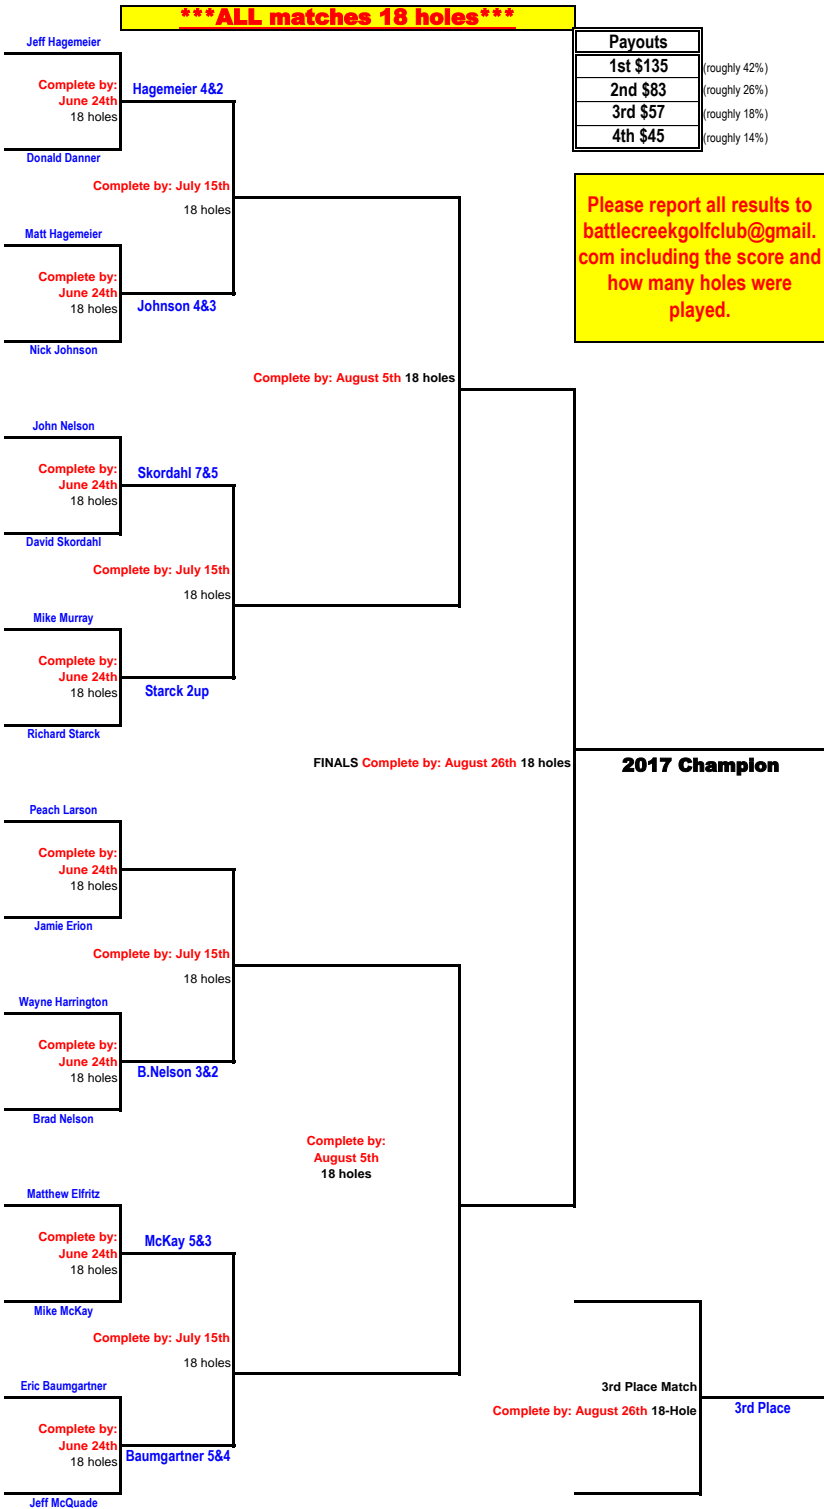 ***ALL matches 18 holes***
Payouts
1st $135 (roughly 42%)
2nd $83 (roughly 26%)
3rd $57 (roughly 18%)
4th $45 (roughly 14%)
Please report all results to
battlecreekgolfclub@gmail.
com including the score and
how many holes were
played.
Jeff Hagemeier
Complete by:
June 24th
18 holes
Hagemeier 4&2
Donald Danner
Complete by: July 15th
18 holes
Matt Hagemeier
Complete by:
June 24th
18 holes
Johnson 4&3
Nick Johnson
Complete by: August 5th 18 holes
John Nelson
Complete by:
June 24th
18 holes
Skordahl 7&5
David Skordahl
Complete by: July 15th
18 holes
Mike Murray
Complete by:
June 24th
18 holes
Starck 2up
Richard Starck
FINALS Complete by: August 26th 18 holes
2017 Champion
Peach Larson
Complete by:
June 24th
18 holes
Jamie Erion
Complete by: July 15th
18 holes
Wayne Harrington
Complete by:
June 24th
18 holes
B.Nelson 3&2
Brad Nelson
Complete by:
August 5th
18 holes
Matthew Elfritz
Complete by:
June 24th
18 holes
McKay 5&3
Mike McKay
Complete by: July 15th
18 holes
Eric Baumgartner
Complete by:
June 24th
18 holes
Baumgartner 5&4
Jeff McQuade
3rd Place Match
Complete by: August 26th 18-Hole
3rd Place